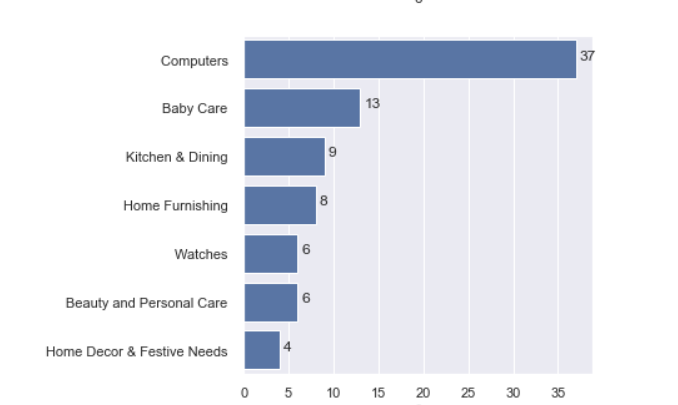 Computers 37
Baby Care 13
Kitchen & Dining 9
Home Furnishing 8
Watches 6
Beauty and Personal Care 6
Home Decor & Festive Needs 4
0 5 10 15 20 25 30 35